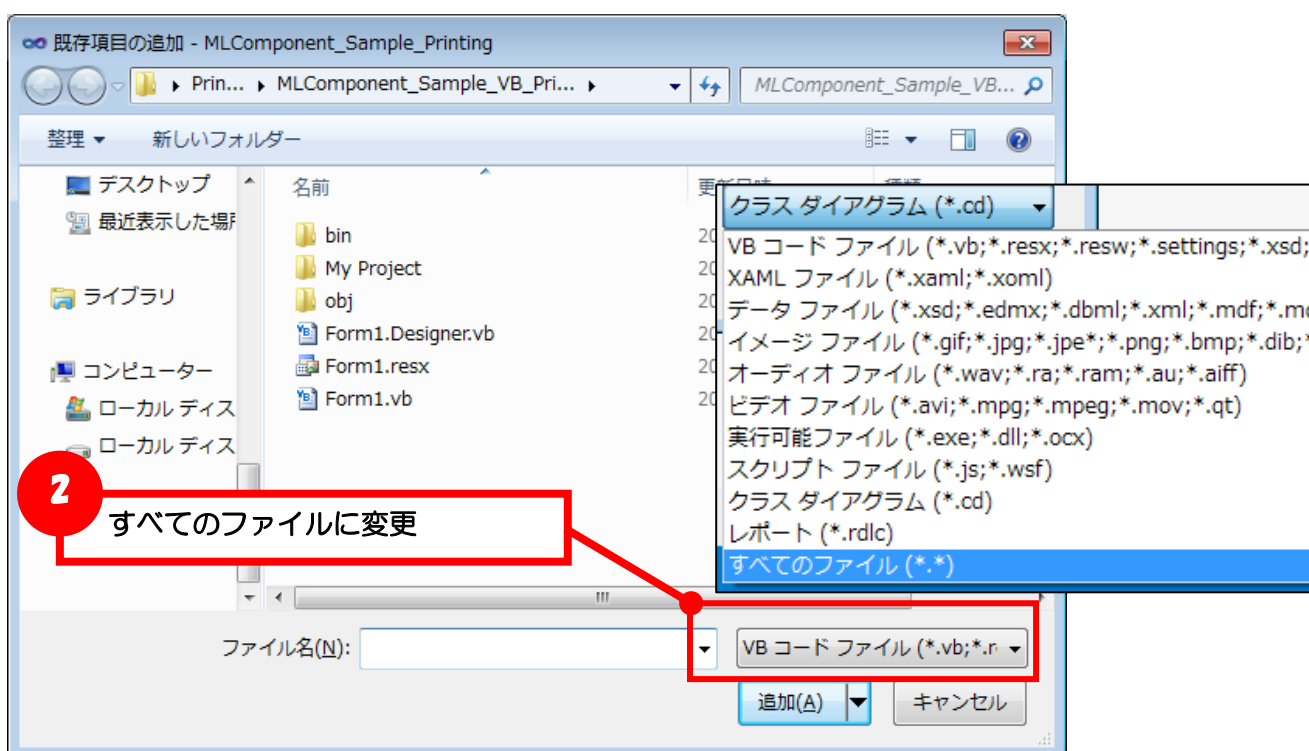 既存項目の追加 - MLComponent_Sample_Printing
Prin... MLComponent_Sample_VB_Pri...
MLComponent_Sample_VB...
整理 新しいフォルダー
デスクトップ
最近表示した場所
ライブラリ
コンピューター
ローカル ディス
ローカル ディス
名前
bin
My Project
obj
Form1.Designer.vb
Form1.resx
Form1.vb
20
20
20
20
20
20
クラス ダイアグラム (*.cd)
VB コード ファイル (*.vb;*.resx;*.resw;*.settings;*.xsd;
XAML ファイル (*.xaml;*.xoml)
データ ファイル (*.xsd;*.edmx;*.dbml;*.xml;*.mdf;*.md
イメージ ファイル (*.gif;*.jpg;*.jpe*;*.png;*.bmp;*.dib;*
オーディオ ファイル (*.wav;*.ra;*.ram;*.au;*.aiff)
ビデオ ファイル (*.avi;*.mpg;*.mpeg;*.mov;*.qt)
実行可能ファイル (*.exe;*.dll;*.ocx)
スクリプト ファイル (*.js;*.wsf)
クラス ダイアグラム (*.cd)
レポート (*.rdlc)
すべてのファイル (*.*)
2
すべてのファイルに変更
ファイル名(N):
VB コード ファイル (*.vb;*.r
追加(A)
キャンセル